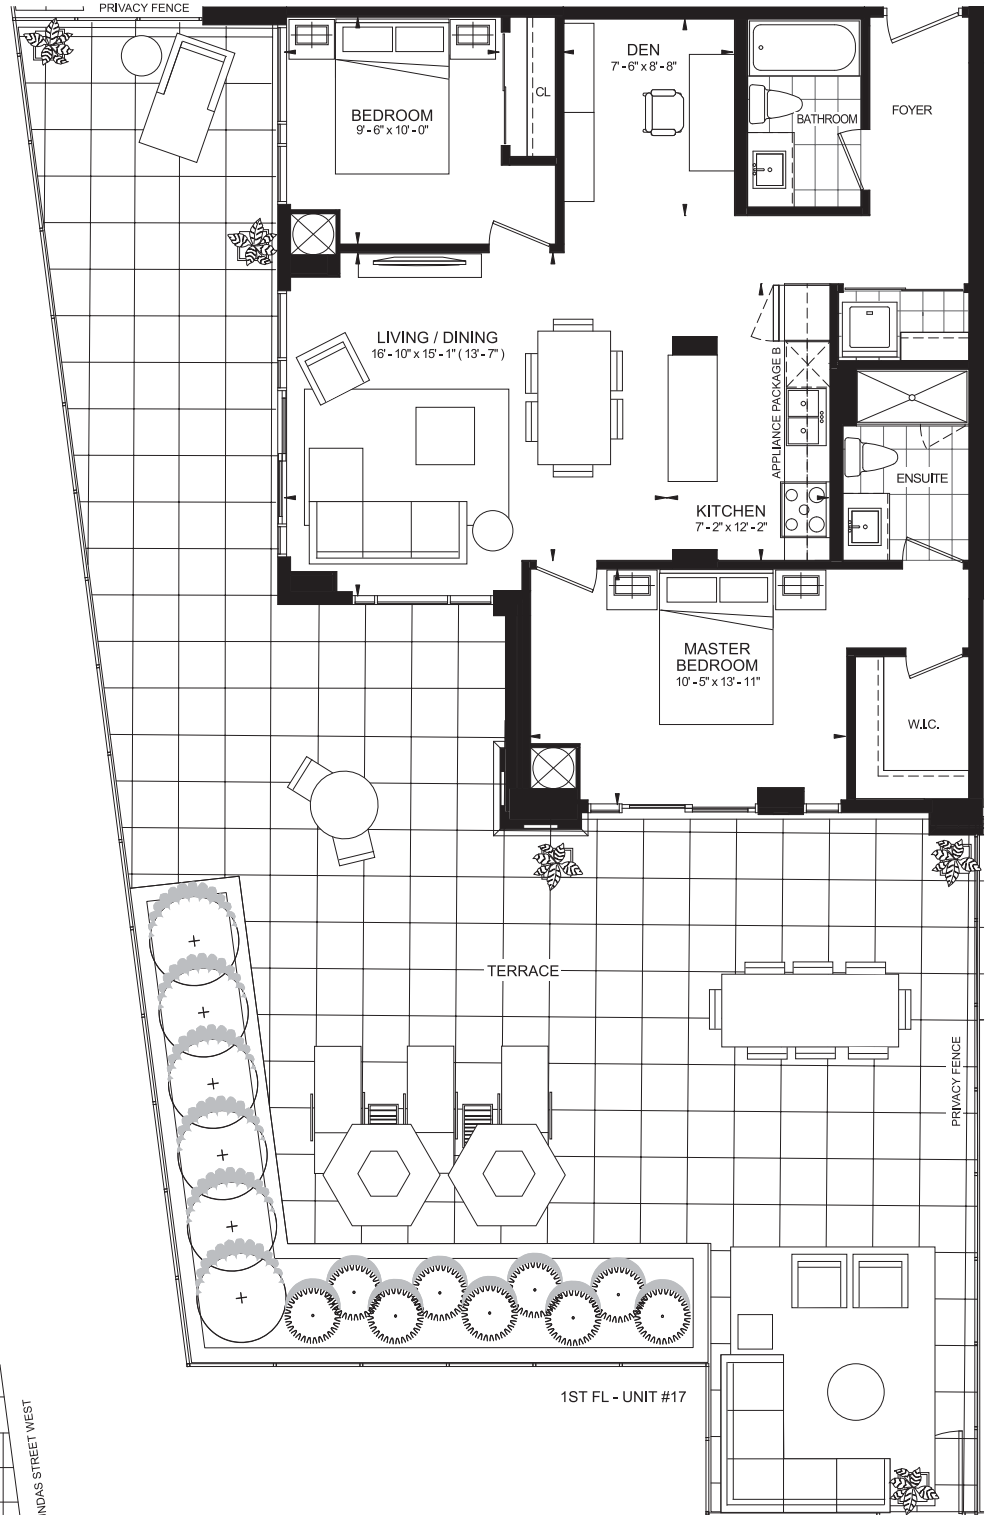 PRIVACY FENCE
DEN
7'-6" x 8'-8"
BEDROOM
9'-6" x 10'-0"
CL
BATHROOM
FOYER
LIVING / DINING
16'-10" x 15'-1" ( 13'-7" )
APPLIANCE PACKAGE B
ENSUITE
KITCHEN
7'-2" x 12'-2"
MASTER
BEDROOM
10'-5" x 13'-11"
W.I.C.
TERRACE
PRIVACY FENCE
1ST FL - UNIT #17
NDAS STREET WEST